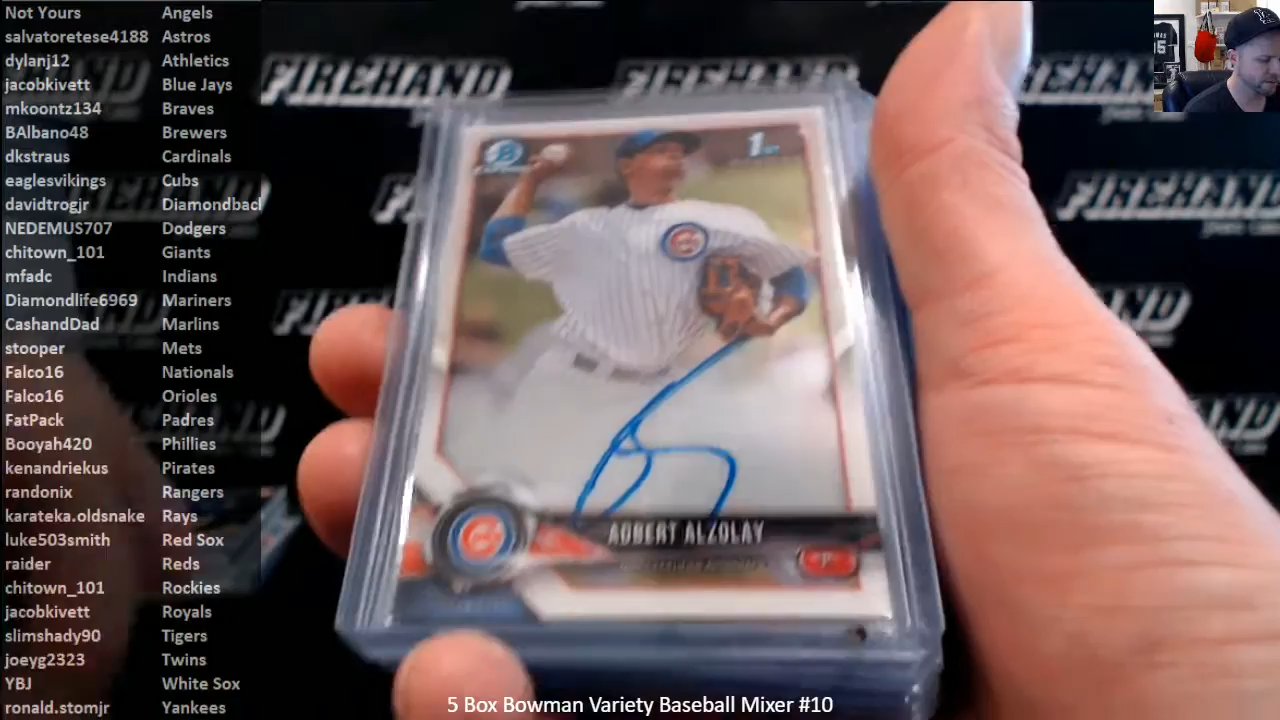 Not Yours Angels
salvatoretese4188 Astros
dylanj12 Athletics
jacobkivett Blue Jays
mkoontz134 Braves
BAlbano48 Brewers
dkstraus Cardinals
eaglesvikings Cubs
davidtrogjr Diamondbacl
NEDEMUS707 Dodgers
chitown_101 Giants
mfadc Indians
Diamondlife6969 Mariners
CashandDad Marlins
stooper Mets
Falco16 Nationals
Falco16 Orioles
FatPack Padres
Booyah420 Phillies
kenandriekus Pirates
randonix Rangers
karateka.oldsnake Rays
luke503smith Red Sox
raider Reds
chitown_101 Rockies
jacobkivett Royals
slimshady90 Tigers
joeyg2323 Twins
YBJ White Sox
ronald.stomjr Yankees
FIREHAND
FIREHAND
FIREHAND
FIREHAND
B
1ST
ADBERT ALZOLAY
P
5 Box Bowman Variety Baseball Mixer #10